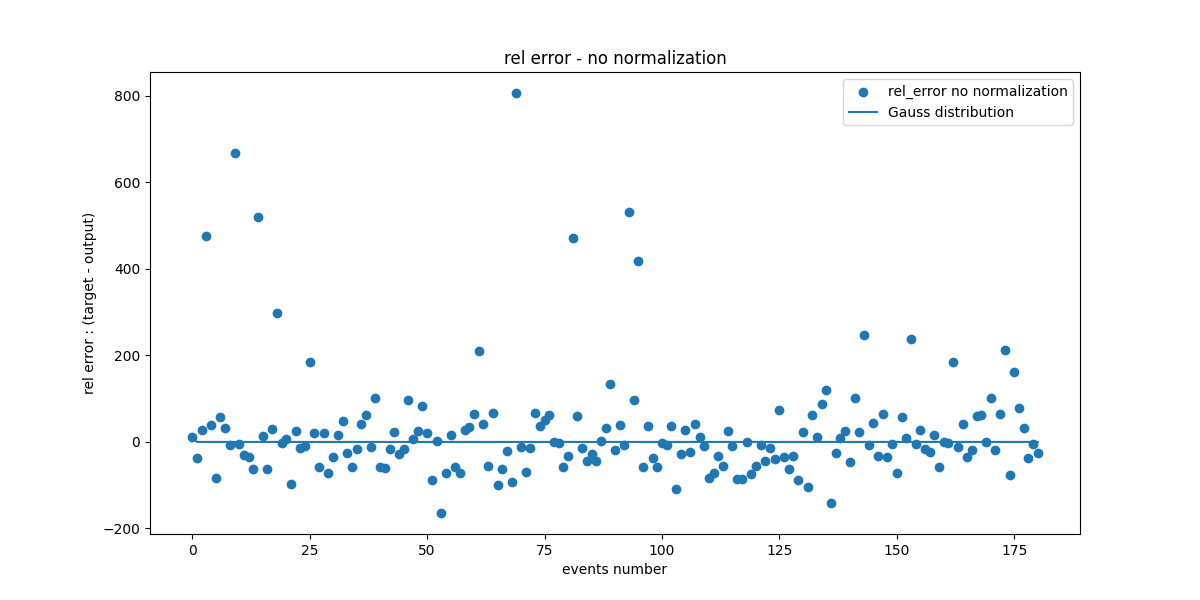 rel error - no normalization
rel_error no normalization
Gauss distribution
rel error : (target - output)
800
600
400
200
0
−200
0 25 50 75 100 125 150 175
events number